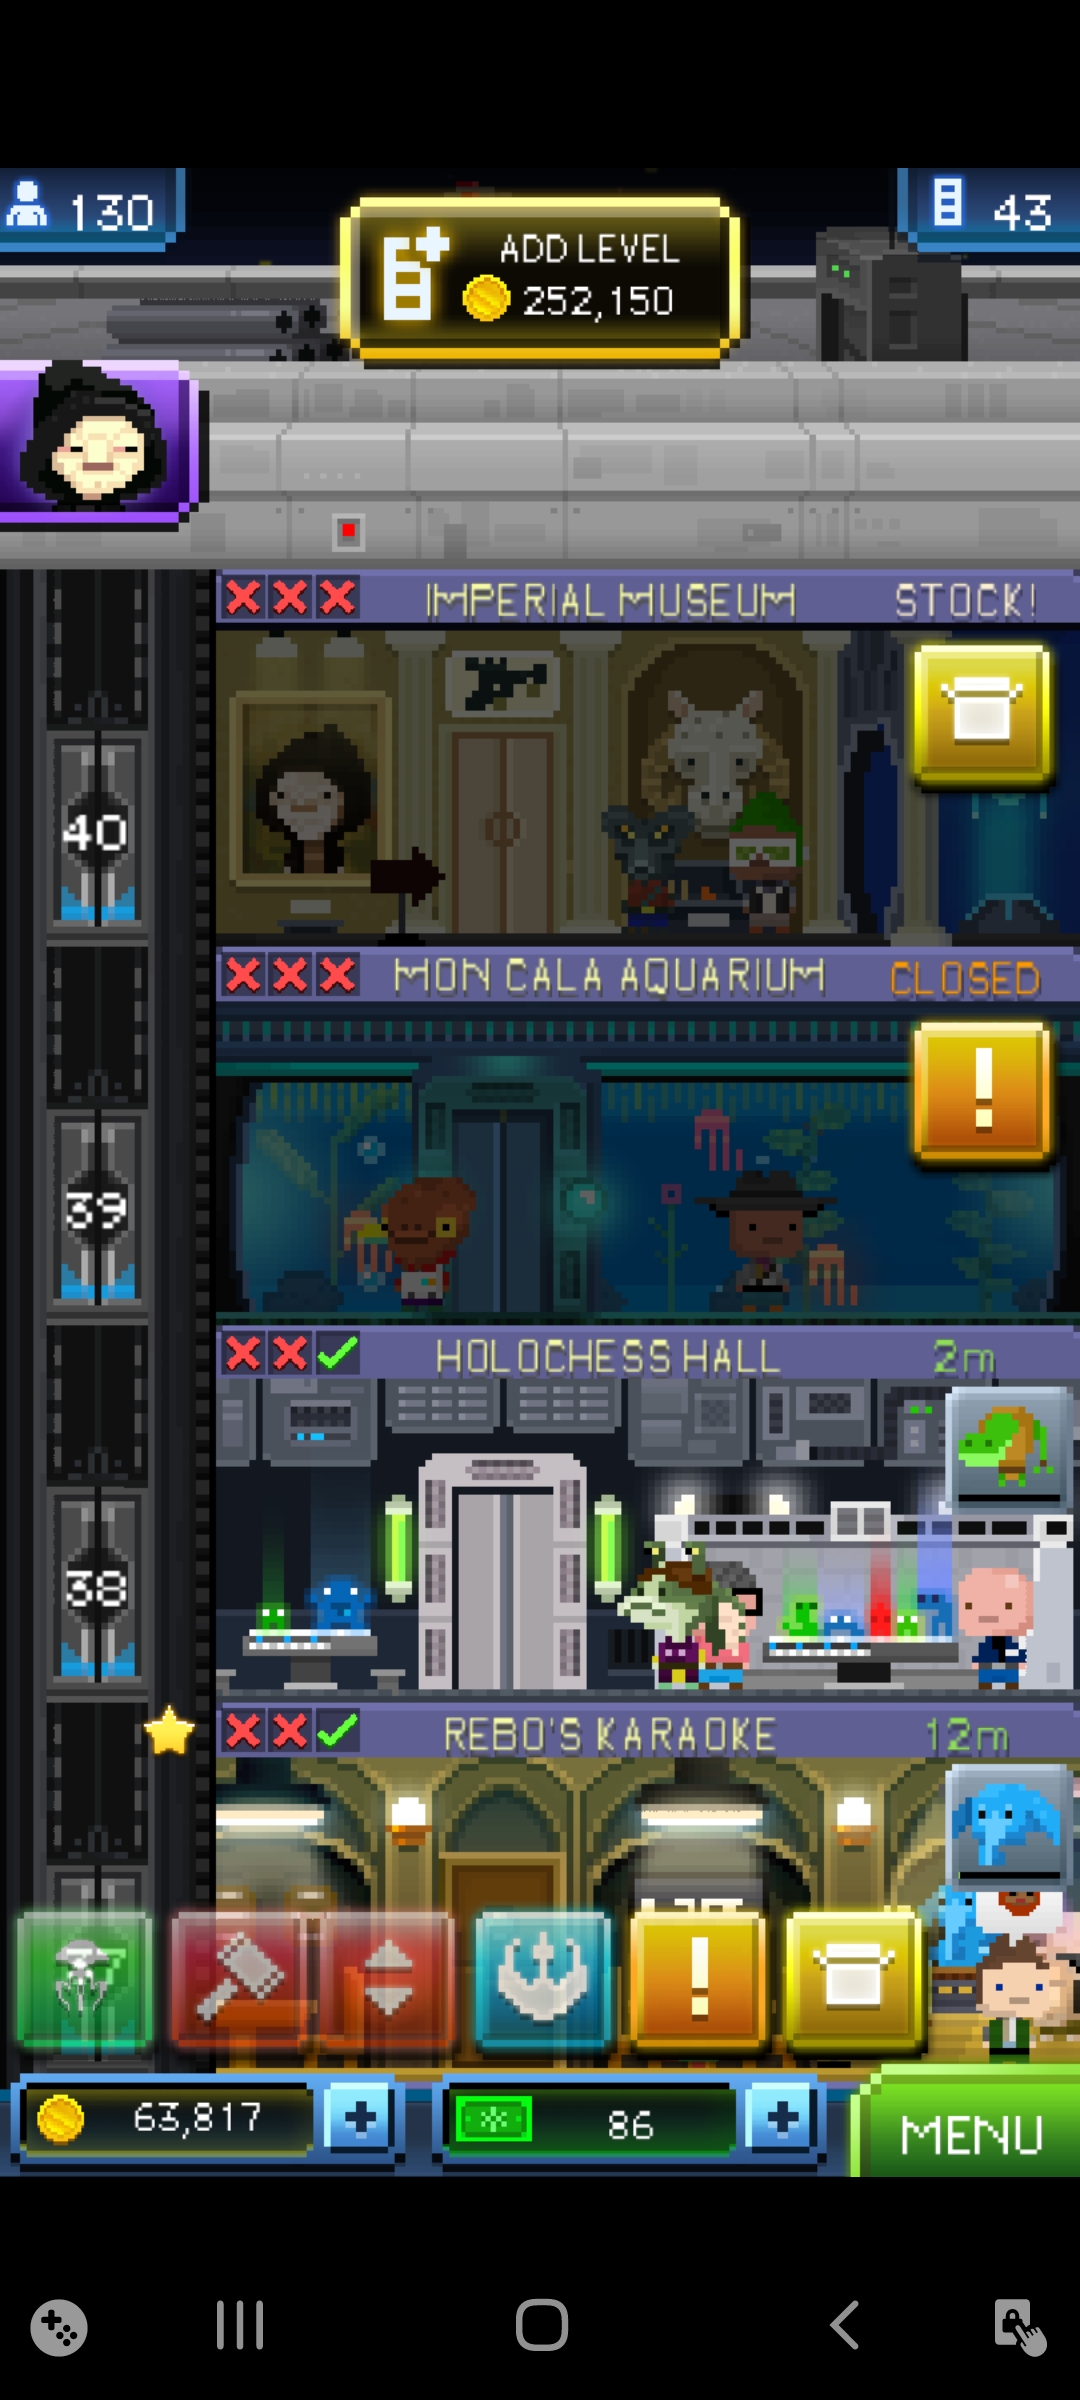 130
ADD LEVEL
252,150
43
IMPERIAL MUSEUM STOCK!
40
MON CALA AQUARIUM CLOSED
!
39
HOLOCHESS HALL 2m
38
REBO'S KARAOKE 12m
!
63,817 + 86 + MENU